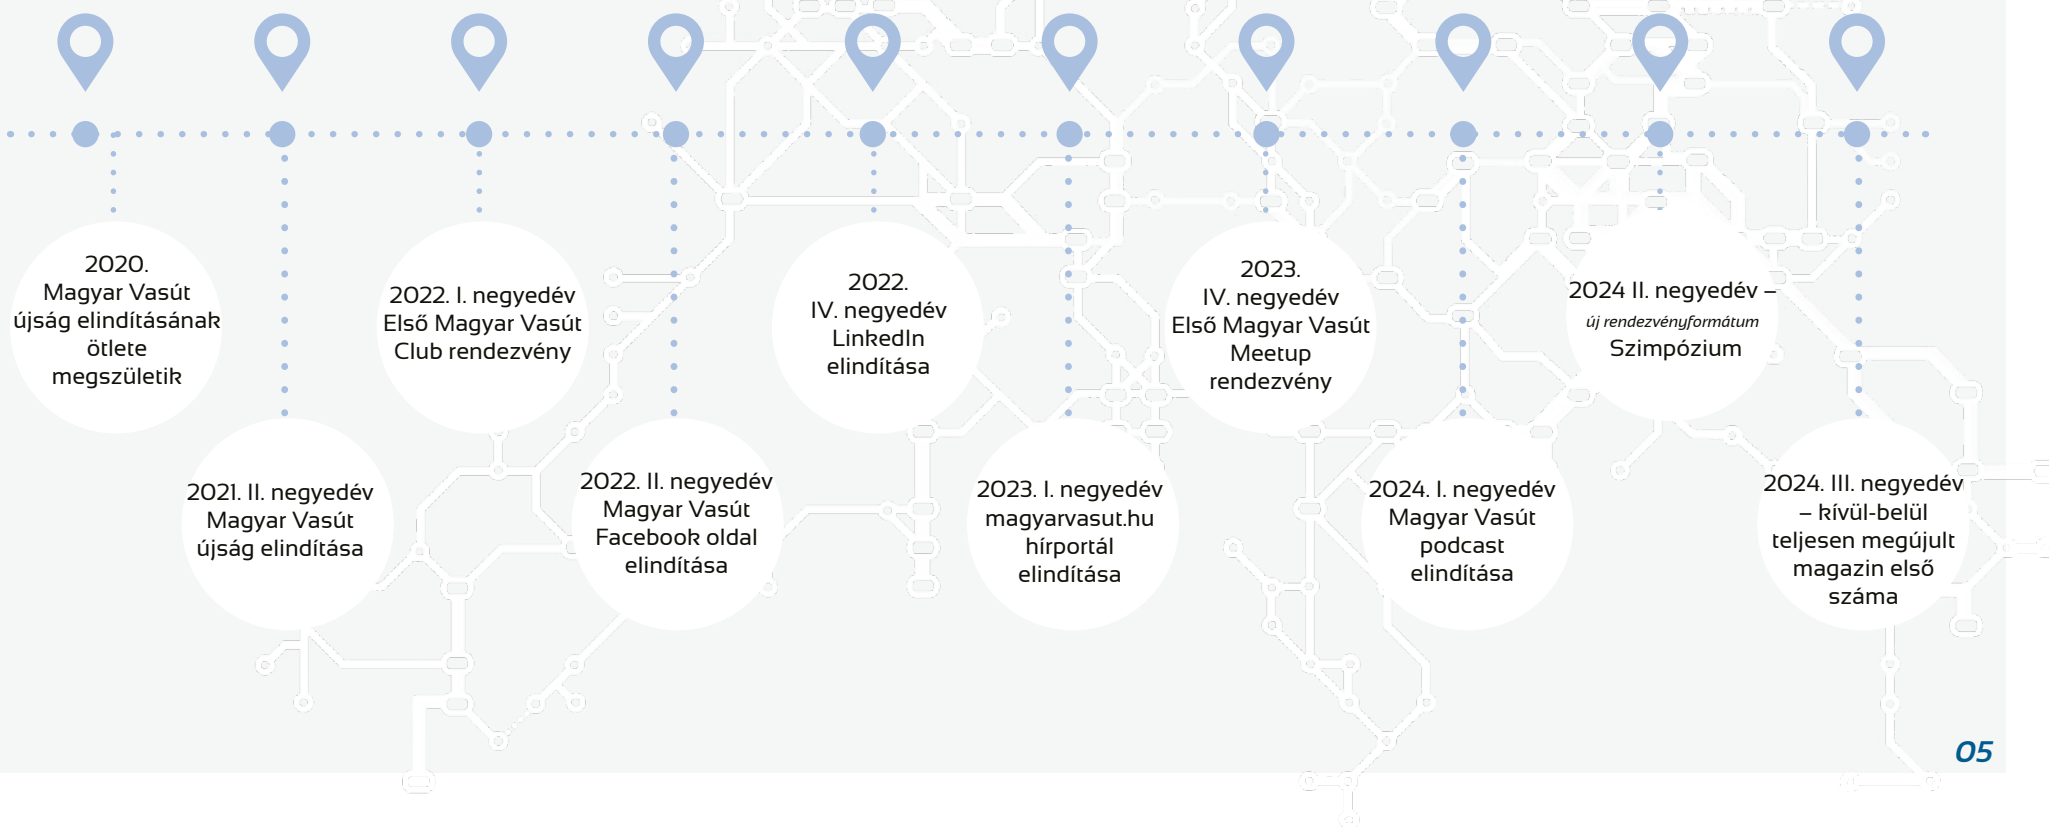 2020.
Magyar Vasút
újság elindításának
ötlete
megszületik
2021. II. negyedév
Magyar Vasút
újság elindítása
2022. I. negyedév
Első Magyar Vasút
Club rendezvény
2022. II. negyedév
Magyar Vasút
Facebook oldal
elindítása
2022.
IV. negyedév
LinkedIn
elindítása
2023. I. negyedév
magyarvasut.hu
hírportál
elindítása
2023.
IV. negyedév
Első Magyar Vasút
Meetup
rendezvény
2024. I. negyedév
Magyar Vasút
podcast
elindítása
2024 II. negyedév –
új rendezvényformátum
Szimpózium
2024. III. negyedév
– kívül-belül
teljesen megújult
magazin első
száma
05